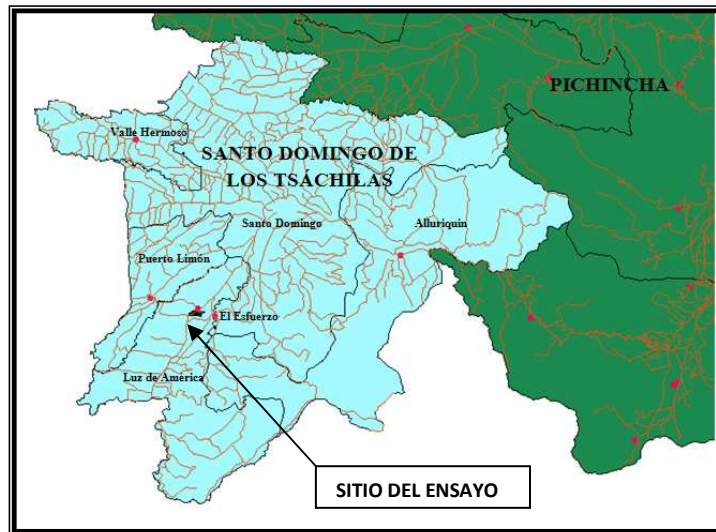 PICHINCHA
Valle Hermoso
SANTO DOMINGO DE
LOS TSÁCHILAS
Santo Domingo
Alluriquín
Puerto Limón
El Esfuerzo
Luz de América
SITIO DEL ENSAYO